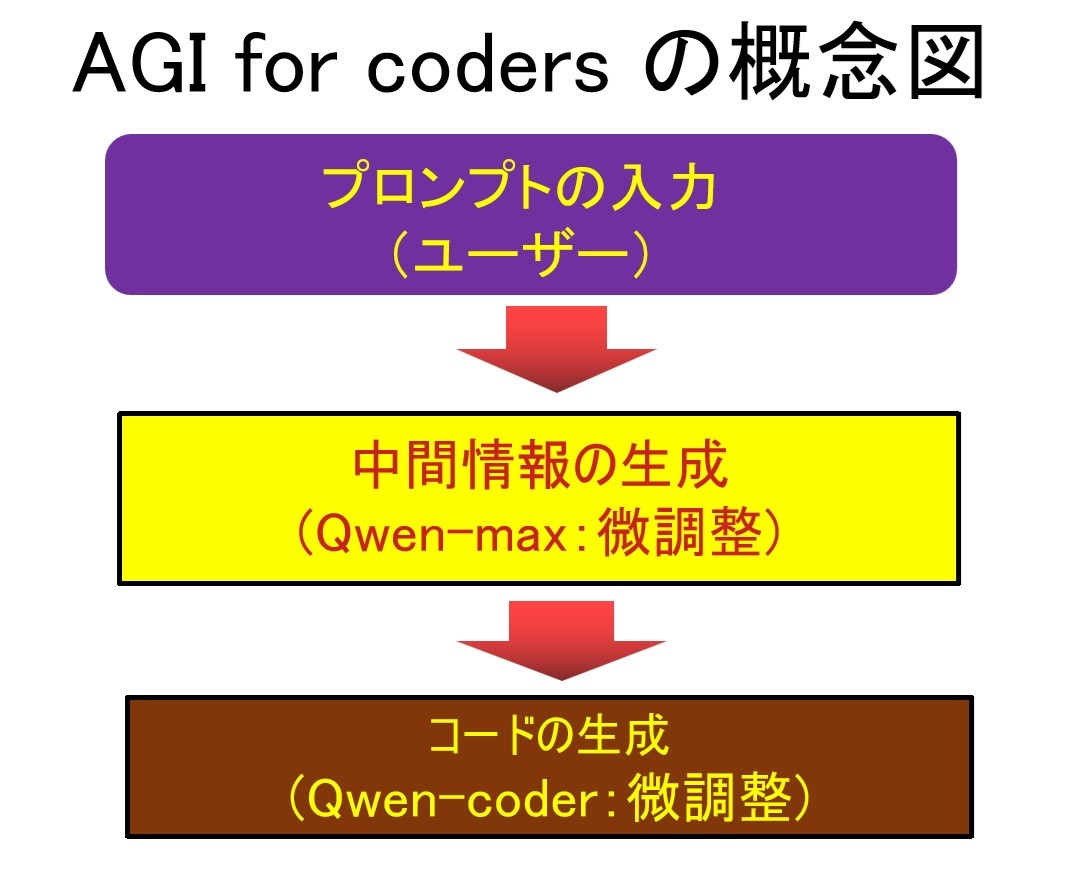 AGI for coders の概念図
プロンプトの入力
（ユーザー）
中間情報の生成
（Qwen-max：微調整）
コードの生成
（Qwen-coder：微調整）